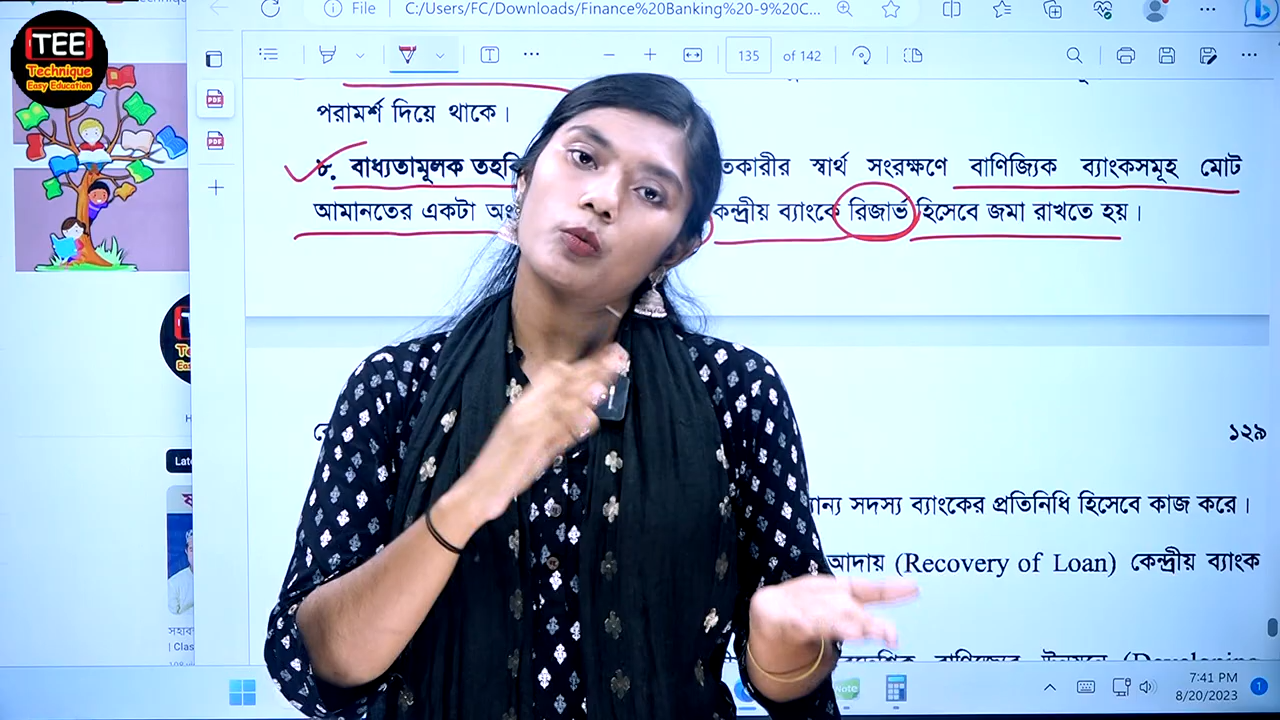 TEE
Technique
Easy Education
File
C:/Users/FC/Downloads/Finance%20Banking%20-9%20C...
135 of 142
পরামর্শ দিয়ে থাকে।
৮. বাধ্যতামূলক তহবি
তকারীর স্বার্থ সংরক্ষণে বাণিজ্যিক ব্যাংকসমূহ মোট
আমানতের একটা অং
কেন্দ্রীয় ব্যাংকে রিজার্ভ হিসেবে জমা রাখতে হয়।
১২৯
ান্য সদস্য ব্যাংকের প্রতিনিধি হিসেবে কাজ করে।
আদায় (Recovery of Loan) কেন্দ্রীয় ব্যাংক
Late
| Clas
7:41 PM
8/20/2023